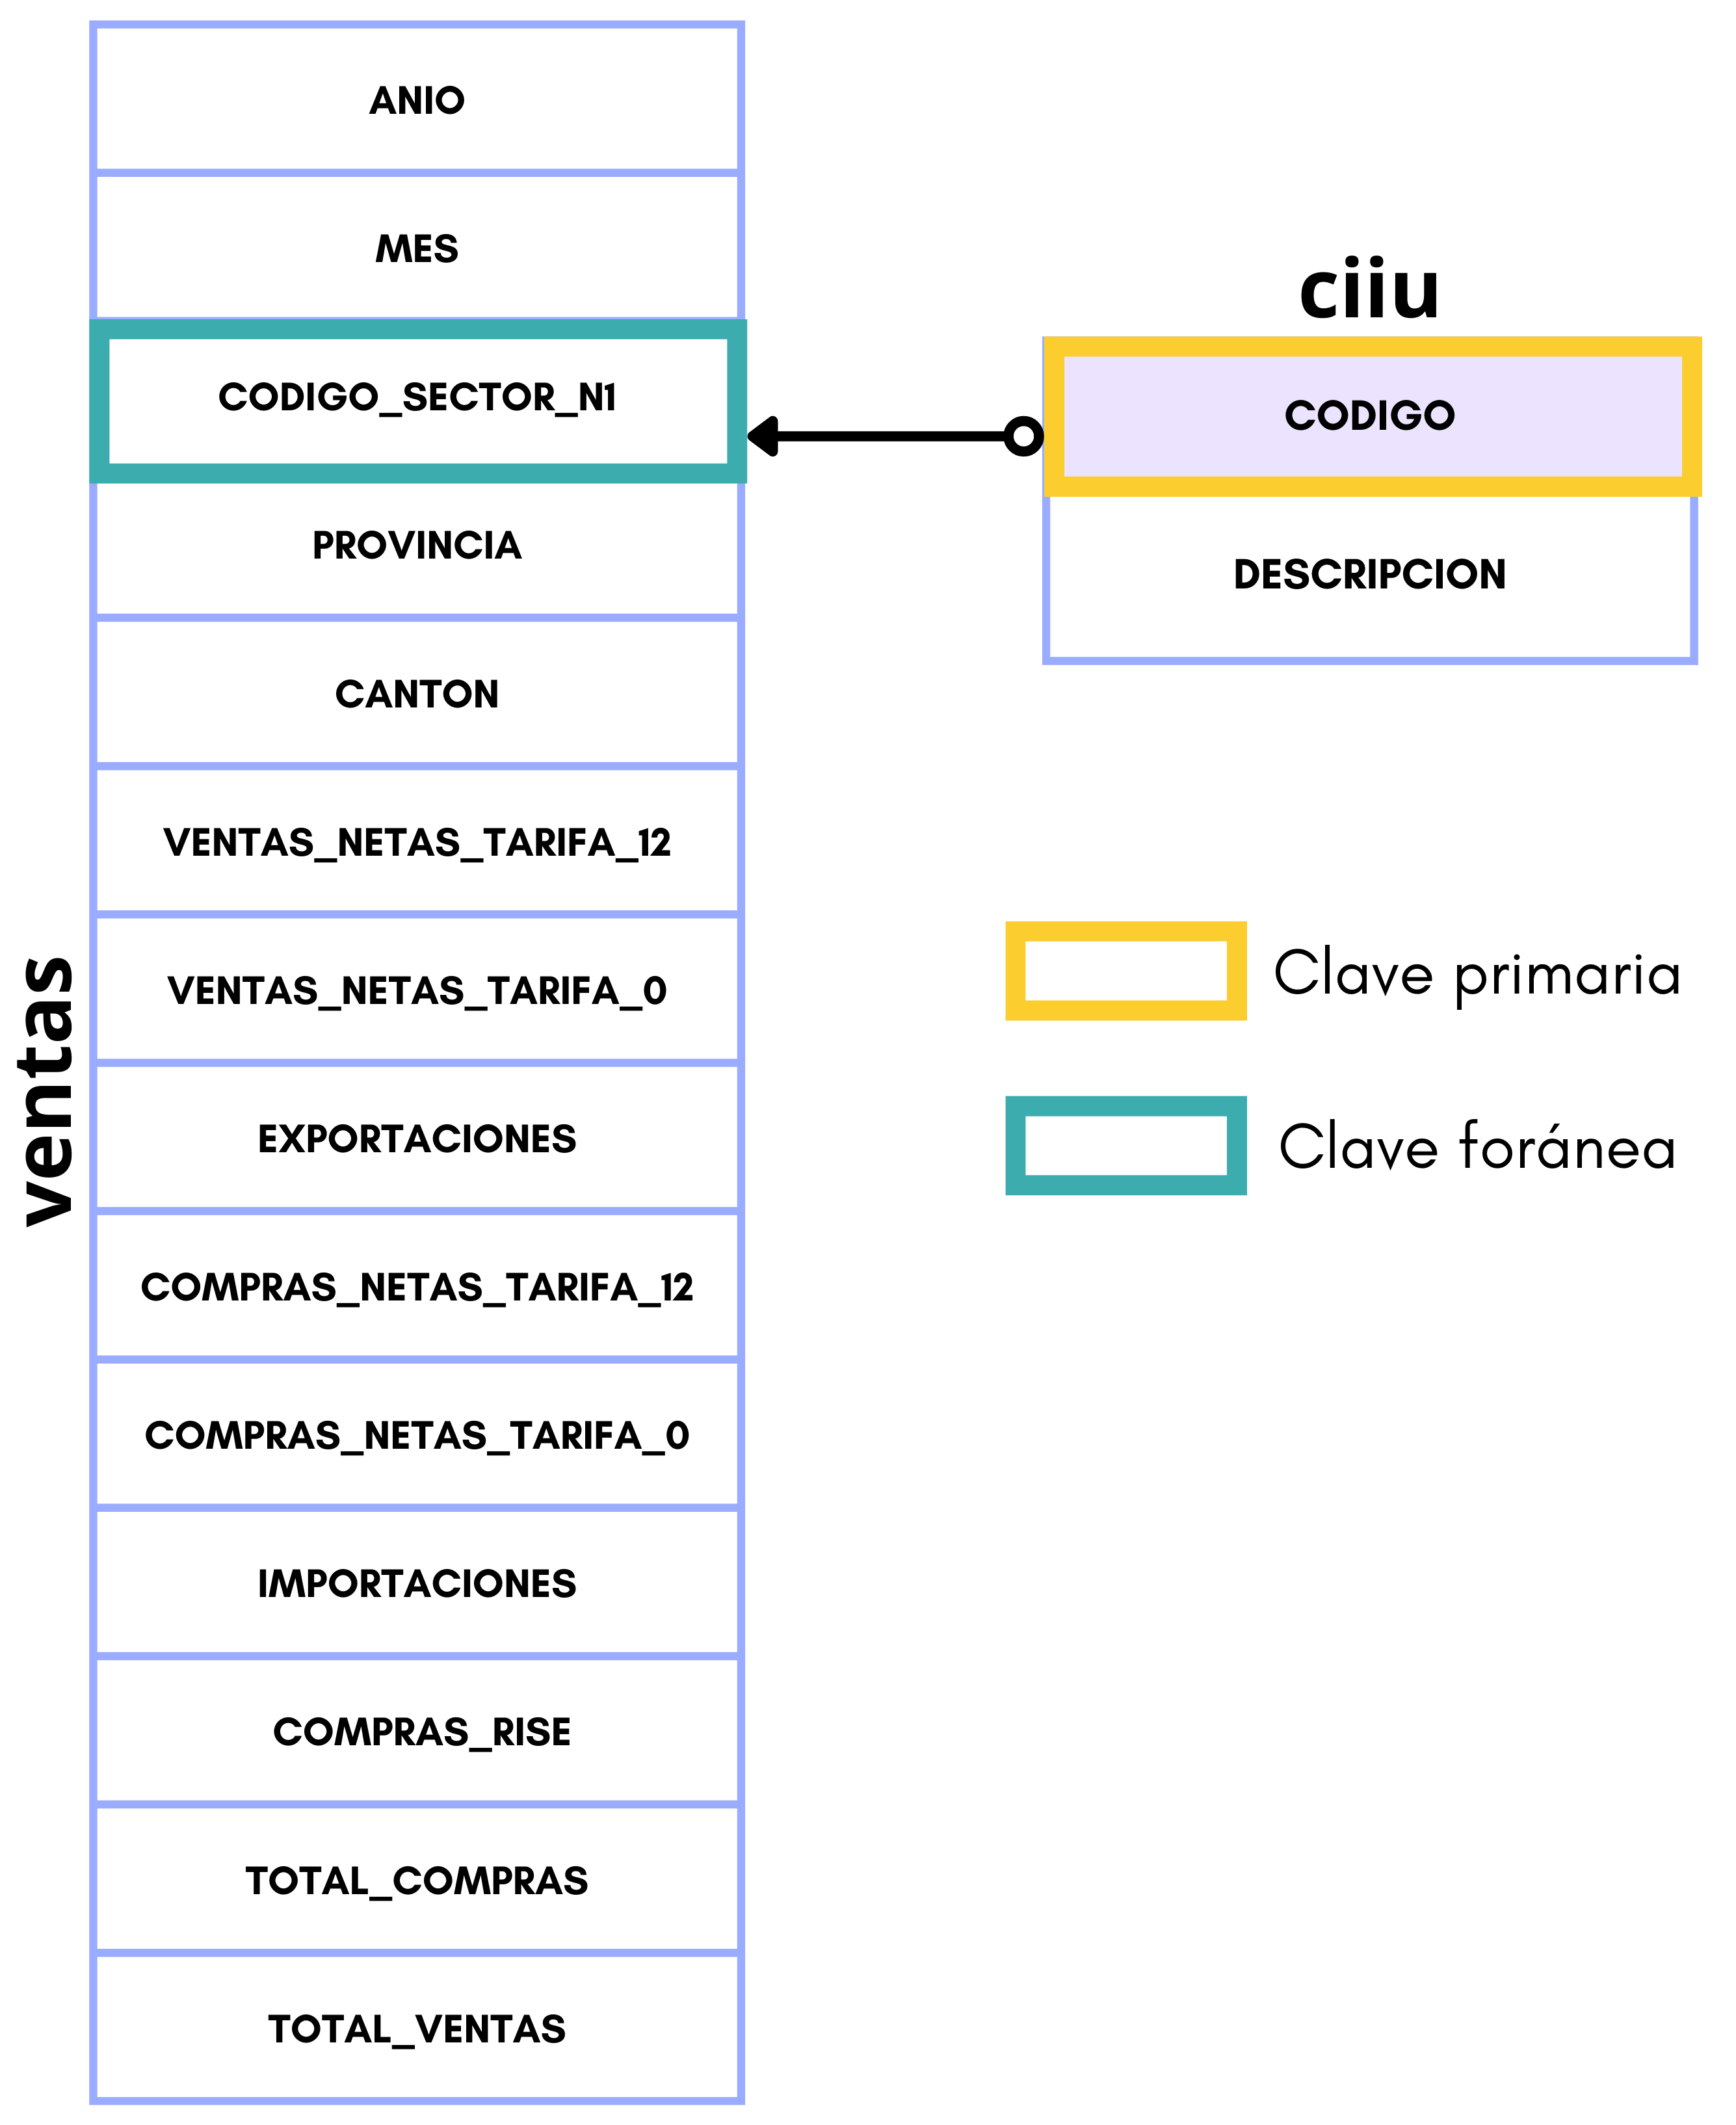 ventas
ANIO
MES
CODIGO_SECTOR_N1
PROVINCIA
CANTON
VENTAS_NETAS_TARIFA_12
VENTAS_NETAS_TARIFA_0
EXPORTACIONES
COMPRAS_NETAS_TARIFA_12
COMPRAS_NETAS_TARIFA_0
IMPORTACIONES
COMPRAS_RISE
TOTAL_COMPRAS
TOTAL_VENTAS
ciiu
CODIGO
DESCRIPCION
Clave primaria
Clave foránea